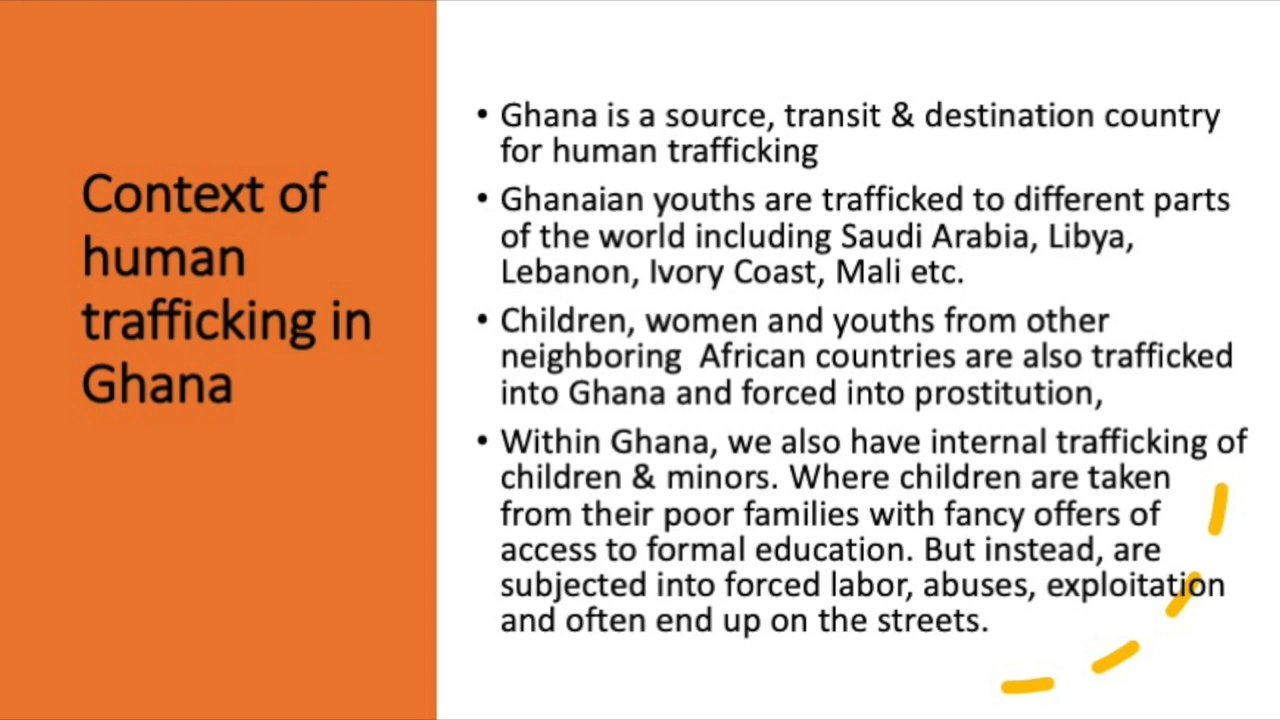 Context of
human
trafficking in
Ghana
• Ghana is a source, transit & destination country
for human trafficking
• Ghanaian youths are trafficked to different parts
of the world including Saudi Arabia, Libya,
Lebanon, Ivory Coast, Mali etc.
• Children, women and youths from other
neighboring  African countries are also trafficked
into Ghana and forced into prostitution,
• Within Ghana, we also have internal trafficking of
children & minors. Where children are taken
from their poor families with fancy offers of
access to formal education. But instead, are
subjected into forced labor, abuses, exploitation
and often end up on the streets.